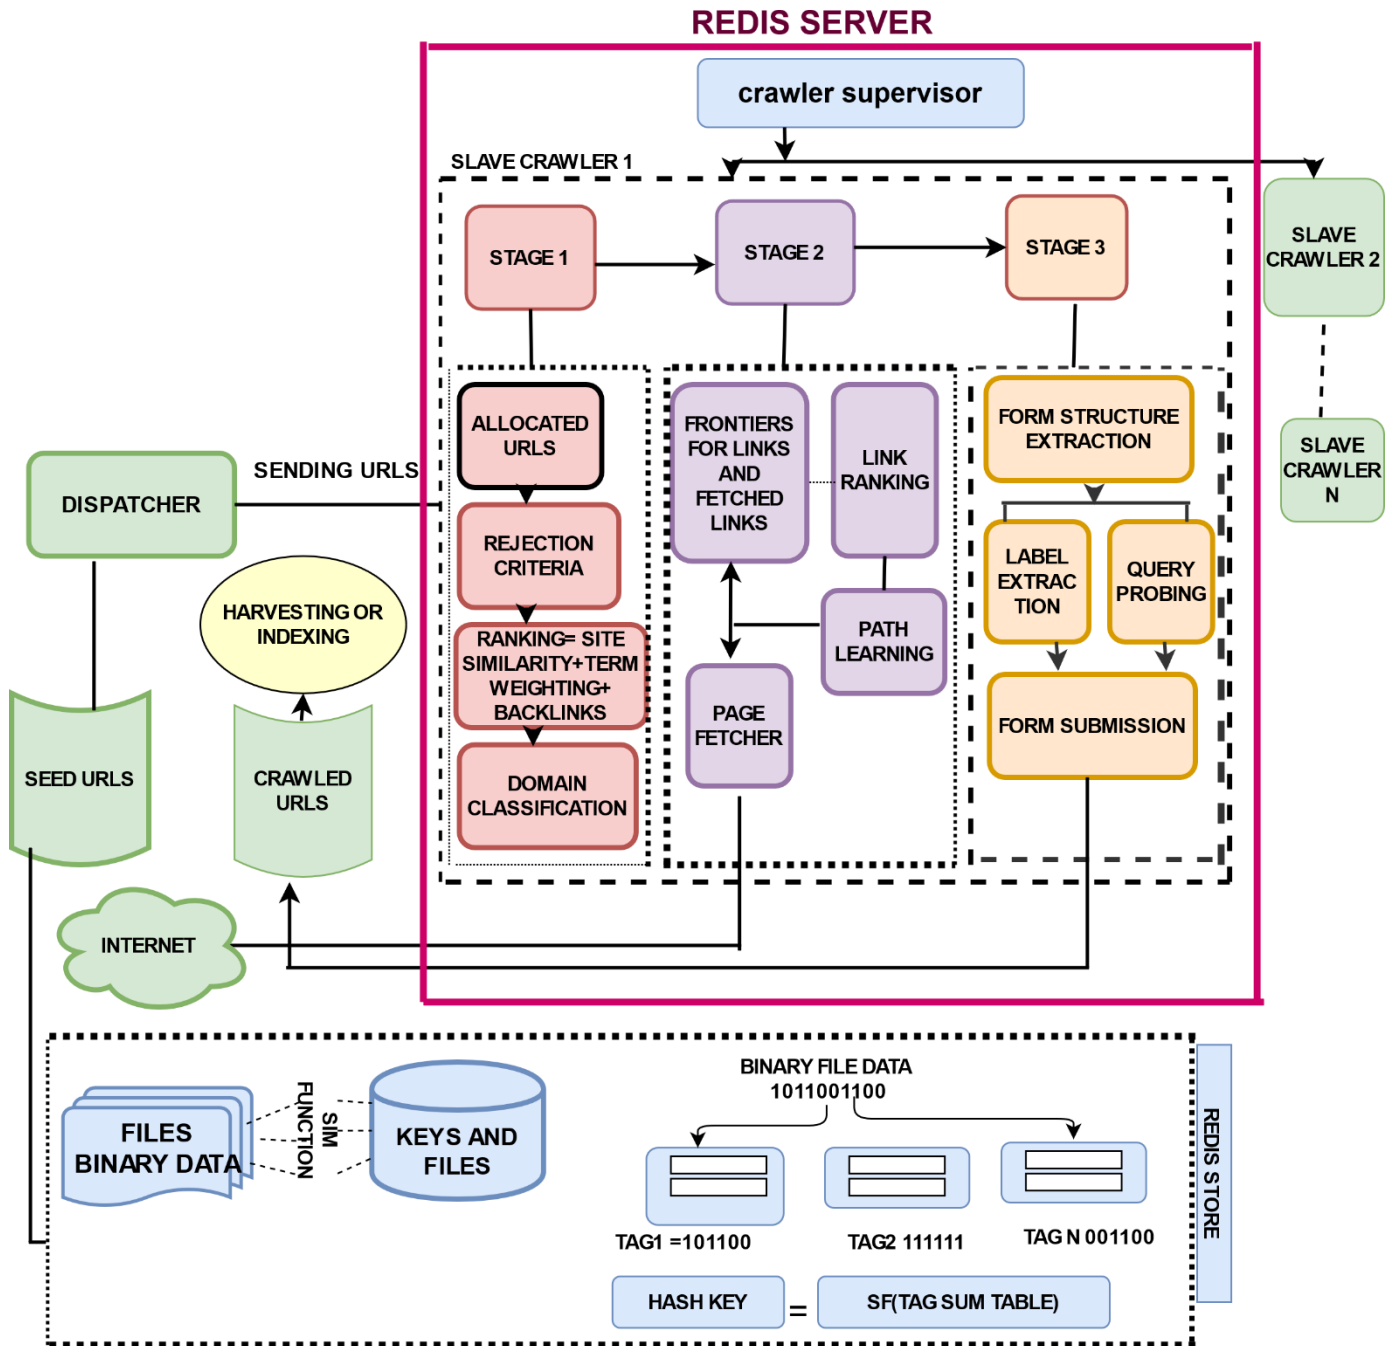 REDIS SERVER
crawler supervisor
SLAVE CRAWLER 1
STAGE 1
STAGE 2
STAGE 3
SLAVE
CRAWLER 2
SLAVE
CRAWLER
N
ALLOCATED
URLS
REJECTION
CRITERIA
RANKING= SITE
SIMILARITY+TERM
WEIGHTING+
BACKLINKS
DOMAIN
CLASSIFICATION
FRONTIERS
FOR LINKS
AND
FETCHED
LINKS
LINK
RANKING
PATH
LEARNING
PAGE
FETCHER
FORM STRUCTURE
EXTRACTION
LABEL
EXTRAC
TION
QUERY
PROBING
FORM SUBMISSION
SENDING URLS
DISPATCHER
HARVESTING OR
INDEXING
SEED URLS
CRAWLED
URLS
INTERNET
FILES
BINARY DATA
SIM
FUNCTION
KEYS AND
FILES
BINARY FILE DATA
1011001100
TAG1 =101100
TAG2 111111
TAG N 001100
HASH KEY
=
SF(TAG SUM TABLE)
REDIS STORE